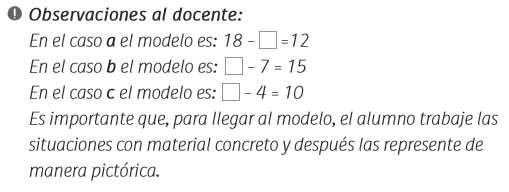 Observaciones al docente:
En el caso a el modelo es: 18 - □ =12
En el caso b el modelo es: □ - 7 = 15
En el caso c el modelo es: □ - 4 = 10
Es importante que, para llegar al modelo, el alumno trabaje las
situaciones con material concreto y después las represente de
manera pictórica.